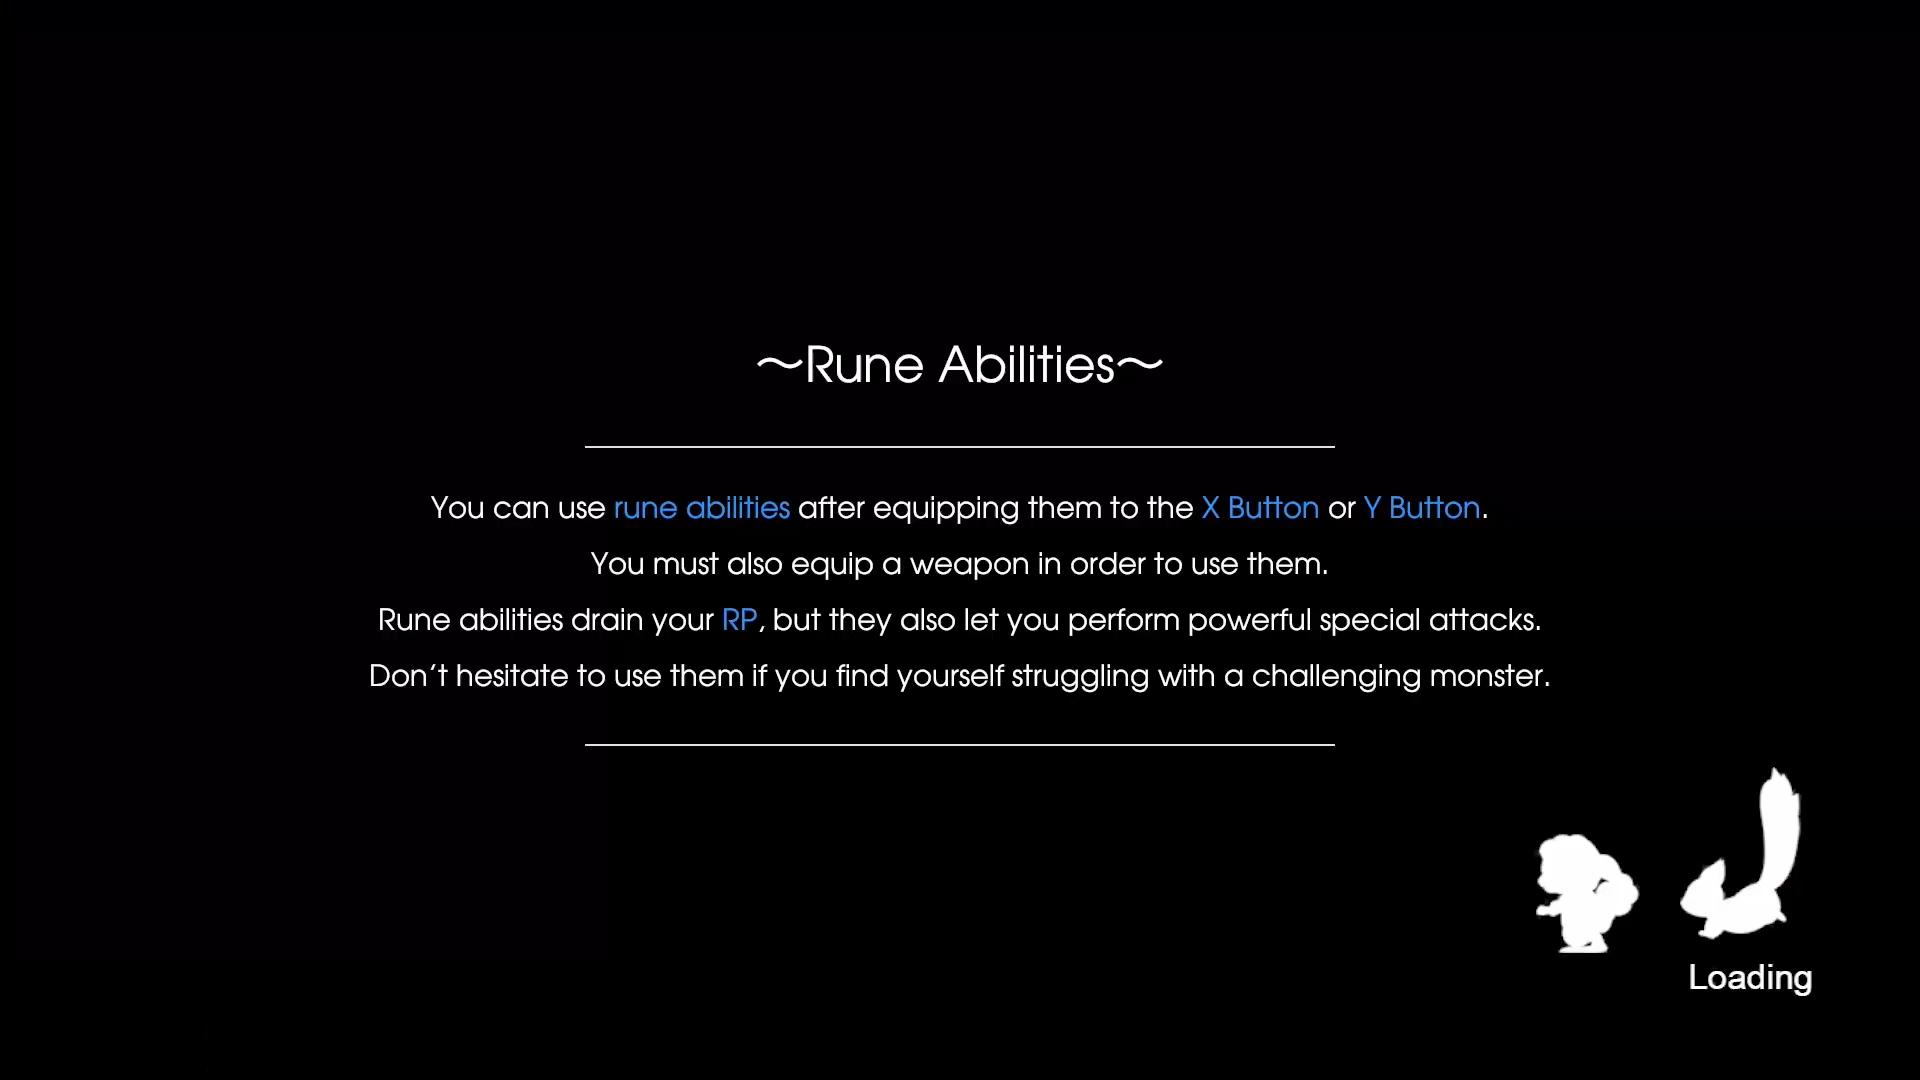 ～Rune Abilities～
You can use rune abilities after equipping them to the X Button or Y Button.
You must also equip a weapon in order to use them.
Rune abilities drain your RP, but they also let you perform powerful special attacks.
Don’t hesitate to use them if you find yourself struggling with a challenging monster.
Loading